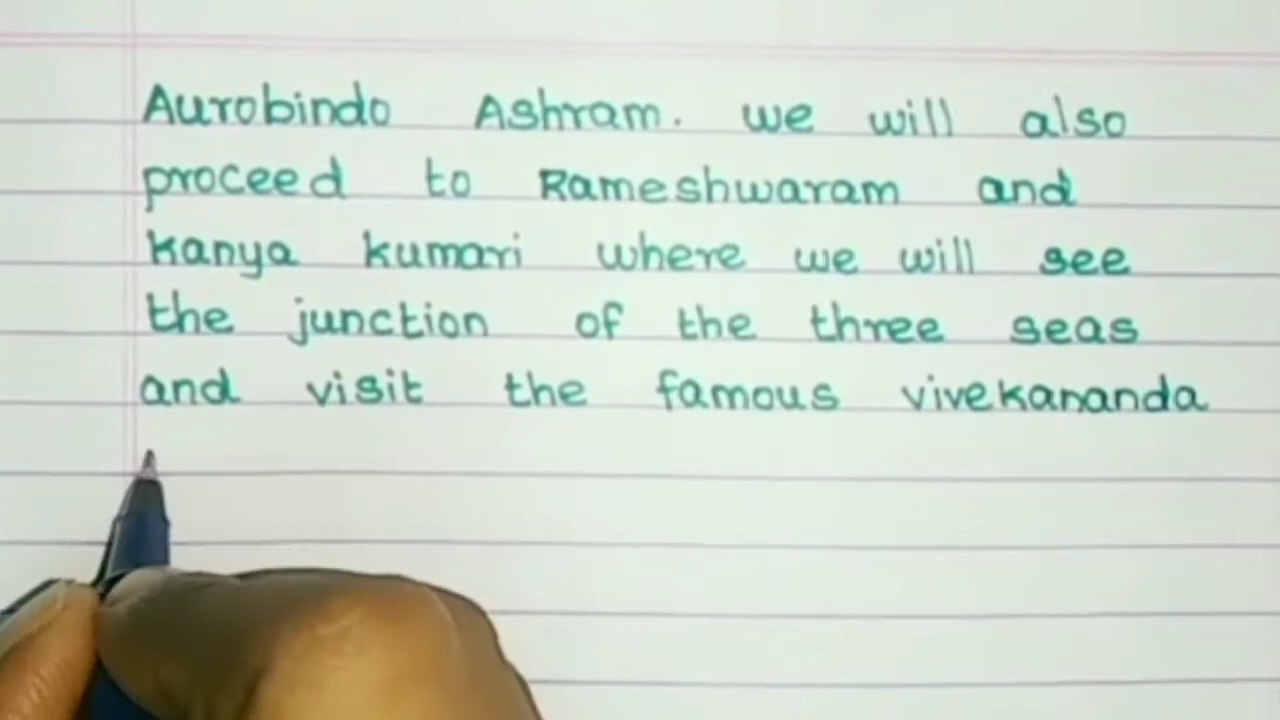 Aurobindo Ashram. we will also
proceed to Rameshwaram and
kanya kumari where we will see
the junction of the three seas
and visit the famous vivekananda